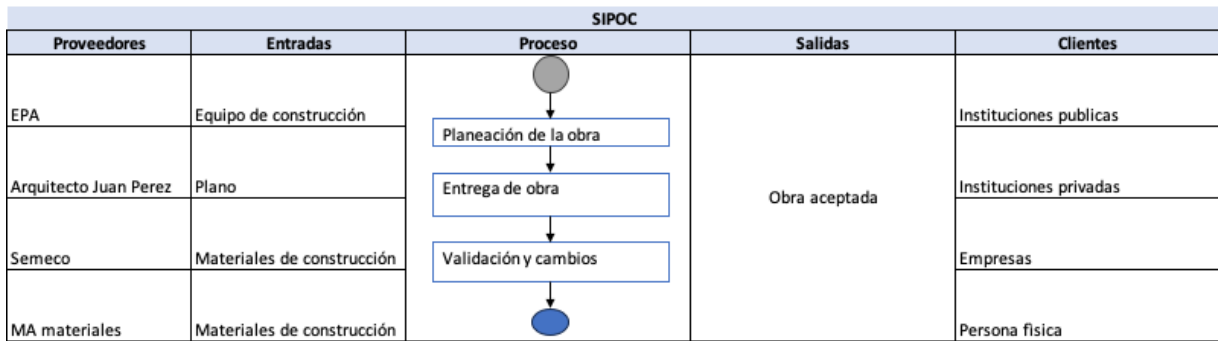 SIPOC
Proveedores
Entradas
Proceso
Salidas
Clientes
EPA
Equipo de construcción
Planeación de la obra
Instituciones publicas
Arquitecto Juan Perez
Plano
Entrega de obra
Obra aceptada
Instituciones privadas
Semeco
Materiales de construcción
Validación y cambios
Empresas
MA materiales
Materiales de construcción
Persona fisica